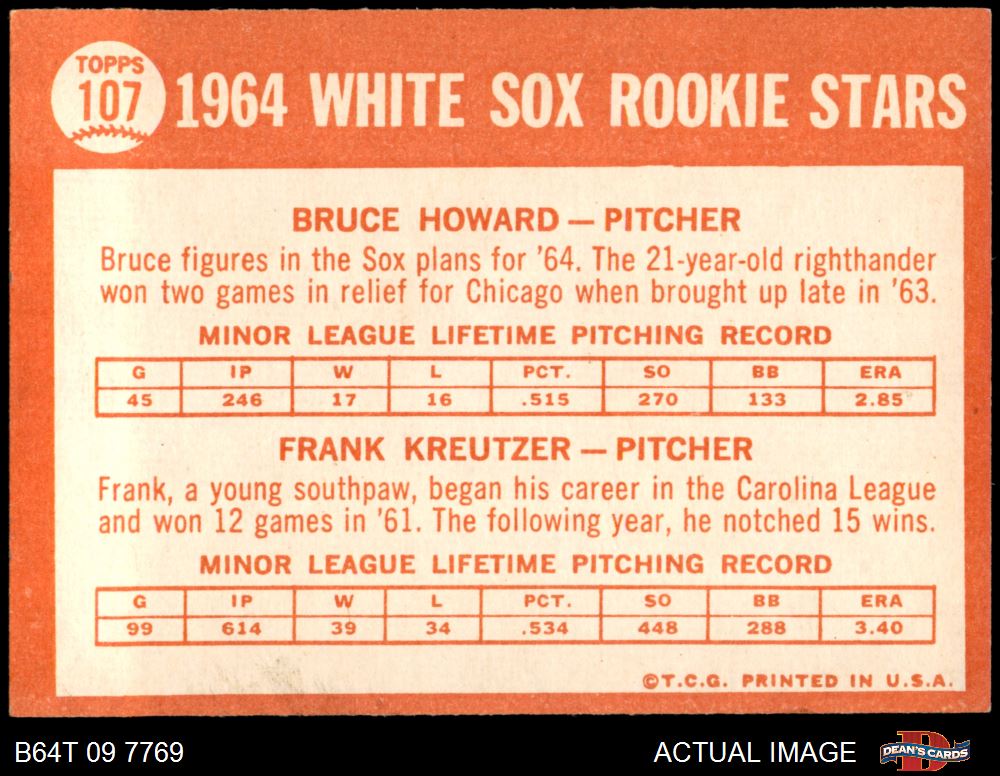 TOPPS
107
1964 WHITE SOX ROOKIE STARS
BRUCE HOWARD — PITCHER
Bruce figures in the Sox plans for '64. The 21-year-old righthander
won two games in relief for Chicago when brought up late in '63.
MINOR LEAGUE LIFETIME PITCHING RECORD
G IP W L PCT. SO BB ERA
45 246 17 16 .515 270 133 2.85
FRANK KREUTZER — PITCHER
Frank, a young southpaw, began his career in the Carolina League
and won 12 games in '61. The following year, he notched 15 wins.
MINOR LEAGUE LIFETIME PITCHING RECORD
G IP W L PCT. SO BB ERA
99 614 39 34 .534 448 288 3.40
©T.C.G. PRINTED IN U.S.A.
B64T 09 7769 ACTUAL IMAGE D DEAN'S CARDS